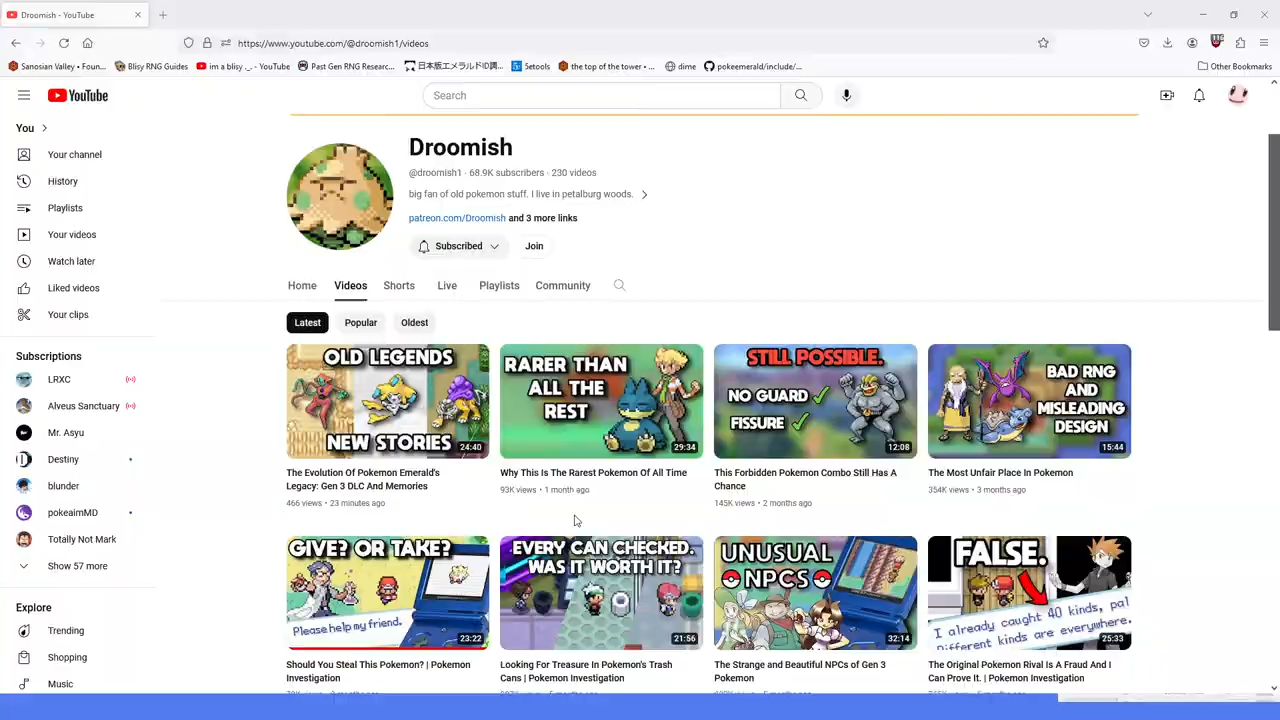 Droomish - YouTube
https://www.youtube.com/@droomish1/videos
Sanosian Valley • Foun...
Blisy RNG Guides
im a blisy ._. - YouTube
Past Gen RNG Researc...
日本版エメラルドID調...
5etools
the top of the tower • ...
dime
pokeemerald/include/...
Other Bookmarks
YouTube
Search
You
Your channel
History
Playlists
Your videos
Watch later
Liked videos
Your clips
Subscriptions
LRXC
Alveus Sanctuary
Mr. Asyu
Destiny
blunder
pokeaimMD
Totally Not Mark
Show 57 more
Explore
Trending
Shopping
Music
Droomish
@droomish1 · 68.9K subscribers · 230 videos
big fan of old pokemon stuff. I live in petalburg woods.
patreon.com/Droomish and 3 more links
Subscribed
Join
Home
Videos
Shorts
Live
Playlists
Community
Latest
Popular
Oldest
OLD LEGENDS
NEW STORIES
24:40
The Evolution Of Pokemon Emerald's
Legacy: Gen 3 DLC And Memories
466 views • 23 minutes ago
RARER THAN
ALL THE
REST
29:34
Why This Is The Rarest Pokemon Of All Time
93K views • 1 month ago
STILL POSSIBLE.
NO GUARD
FISSURE
12:08
This Forbidden Pokemon Combo Still Has A
Chance
145K views • 2 months ago
BAD RNG
AND
MISLEADING
DESIGN
15:44
The Most Unfair Place In Pokemon
354K views • 3 months ago
GIVE? OR TAKE?
Please help my friend.
23:22
Should You Steal This Pokemon? | Pokemon
Investigation
EVERY CAN CHECKED.
WAS IT WORTH IT?
21:56
Looking For Treasure In Pokemon's Trash
Cans | Pokemon Investigation
UNUSUAL
NPCS
32:14
The Strange and Beautiful NPCs of Gen 3
Pokemon
FALSE.
I already caught 40 kinds, pal
Different kinds are everywhere.
25:33
The Original Pokemon Rival Is A Fraud And I
Can Prove It. | Pokemon Investigation